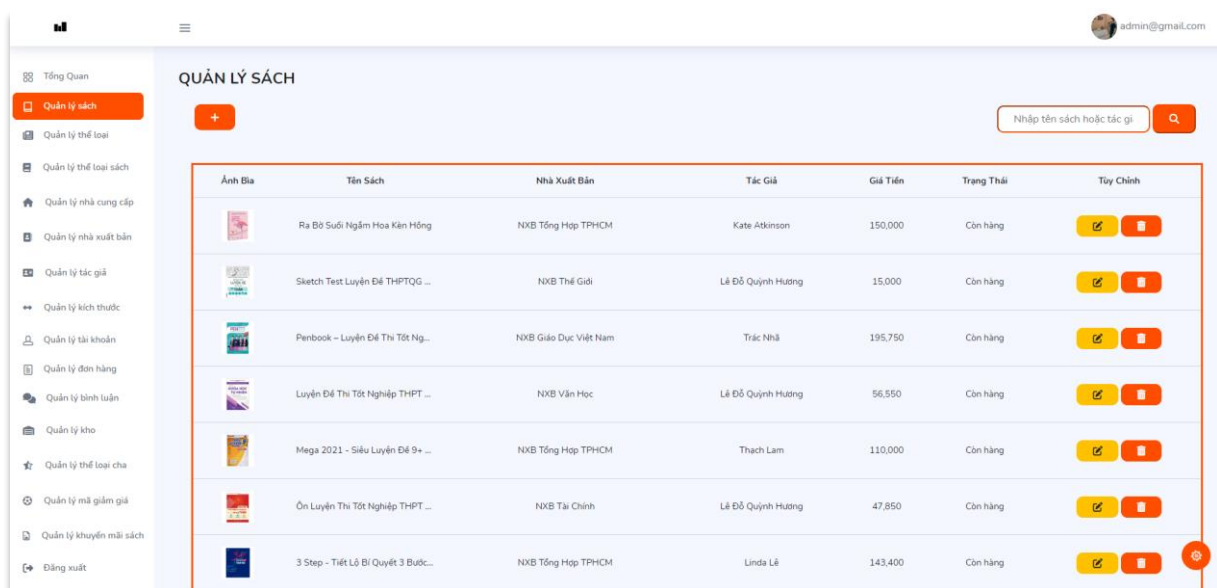 admin@gmail.com
Tổng Quan
Quản lý sách
Quản lý thể loại
Quản lý thể loại sách
Quản lý nhà cung cấp
Quản lý nhà xuất bản
Quản lý tác giả
Quản lý kích thước
Quản lý tài khoản
Quản lý đơn hàng
Quản lý bình luận
Quản lý kho
Quản lý thể loại cha
Quản lý mã giảm giá
Quản lý khuyến mãi sách
Đăng xuất
QUẢN LÝ SÁCH
+
Nhập tên sách hoặc tác gi
Ảnh Bìa Tên Sách Nhà Xuất Bản Tác Giả Giá Tiền Trạng Thái Tùy Chỉnh
Ra Bờ Suối Ngắm Hoa Kèn Hồng NXB Tổng Hợp TPHCM Kate Atkinson 150,000 Còn hàng
Sketch Test Luyện Đề THPTQG ... NXB Thế Giới Lê Đỗ Quỳnh Hương 15,000 Còn hàng
Penbook – Luyện Đề Thi Tốt Ng... NXB Giáo Dục Việt Nam Trác Nhã 195,750 Còn hàng
Luyện Đề Thi Tốt Nghiệp THPT ... NXB Văn Học Lê Đỗ Quỳnh Hương 56,550 Còn hàng
Mega 2021 - Siêu Luyện Đề 9+ ... NXB Tổng Hợp TPHCM Thạch Lam 110,000 Còn hàng
Ôn Luyện Thi Tốt Nghiệp THPT ... NXB Tài Chính Lê Đỗ Quỳnh Hương 47,850 Còn hàng
3 Step - Tiết Lộ Bí Quyết 3 Bước... NXB Tổng Hợp TPHCM Linda Lê 143,400 Còn hàng